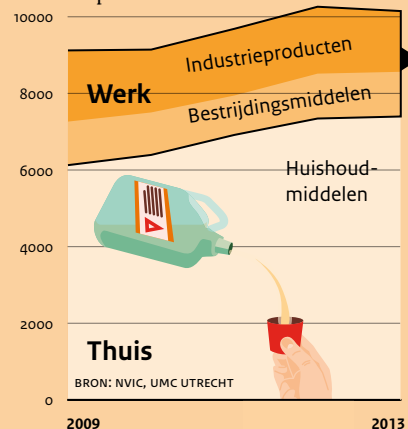 10000
Industrieproducten
8000
Werk
Bestrijdingsmiddelen
6000
Huishoud-
middelen
4000
2000
Thuis
BRON: NVIC, UMC UTRECHT
0
2009
2013